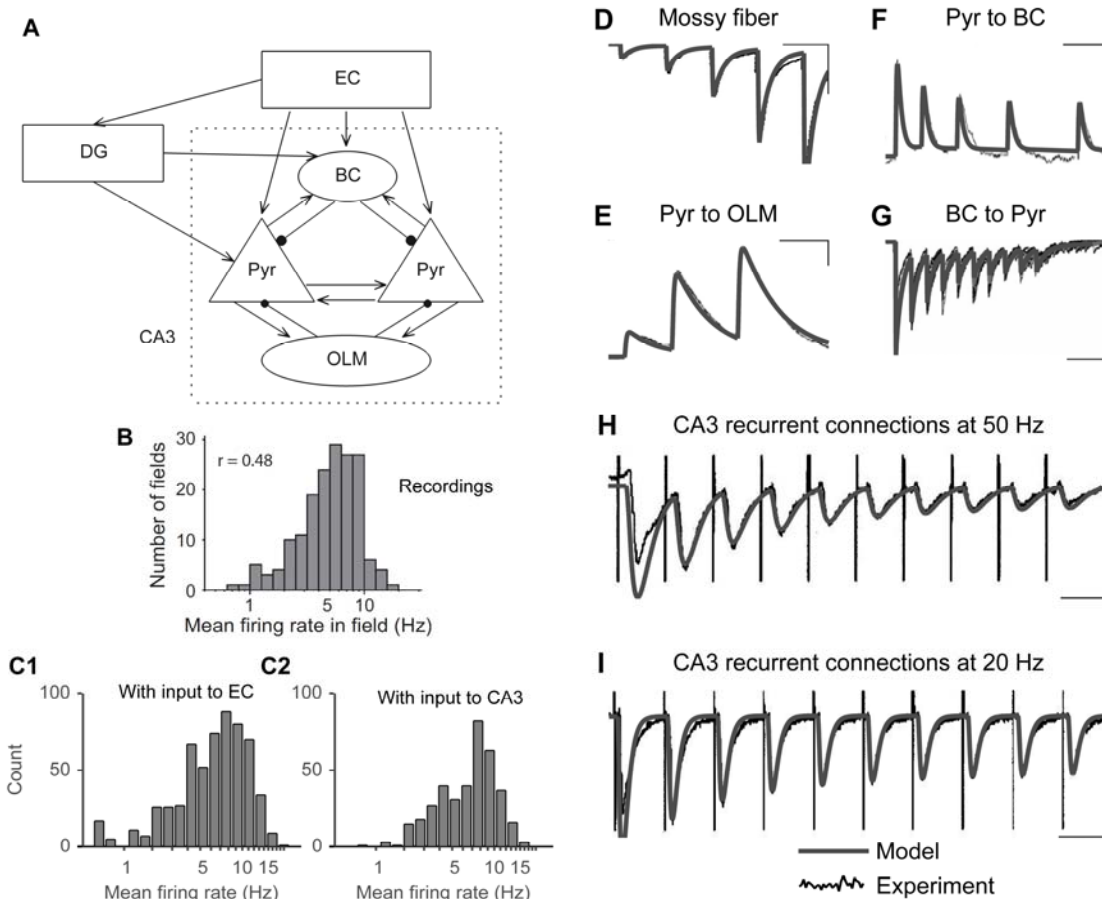 A
EC
DG
BC
Pyr
Pyr
CA3
OLM
B
Number of fields
30
20
10
0
r = 0.48
Recordings
1
5
10
Mean firing rate in field (Hz)
C1
With input to EC
Count
100
50
0
1
5
10 15
Mean firing rate (Hz)
C2
With input to CA3
100
50
0
1
5
10 15
Mean firing rate (Hz)
D
Mossy fiber
E
Pyr to OLM
F
Pyr to BC
G
BC to Pyr
H
CA3 recurrent connections at 50 Hz
I
CA3 recurrent connections at 20 Hz
Model
Experiment